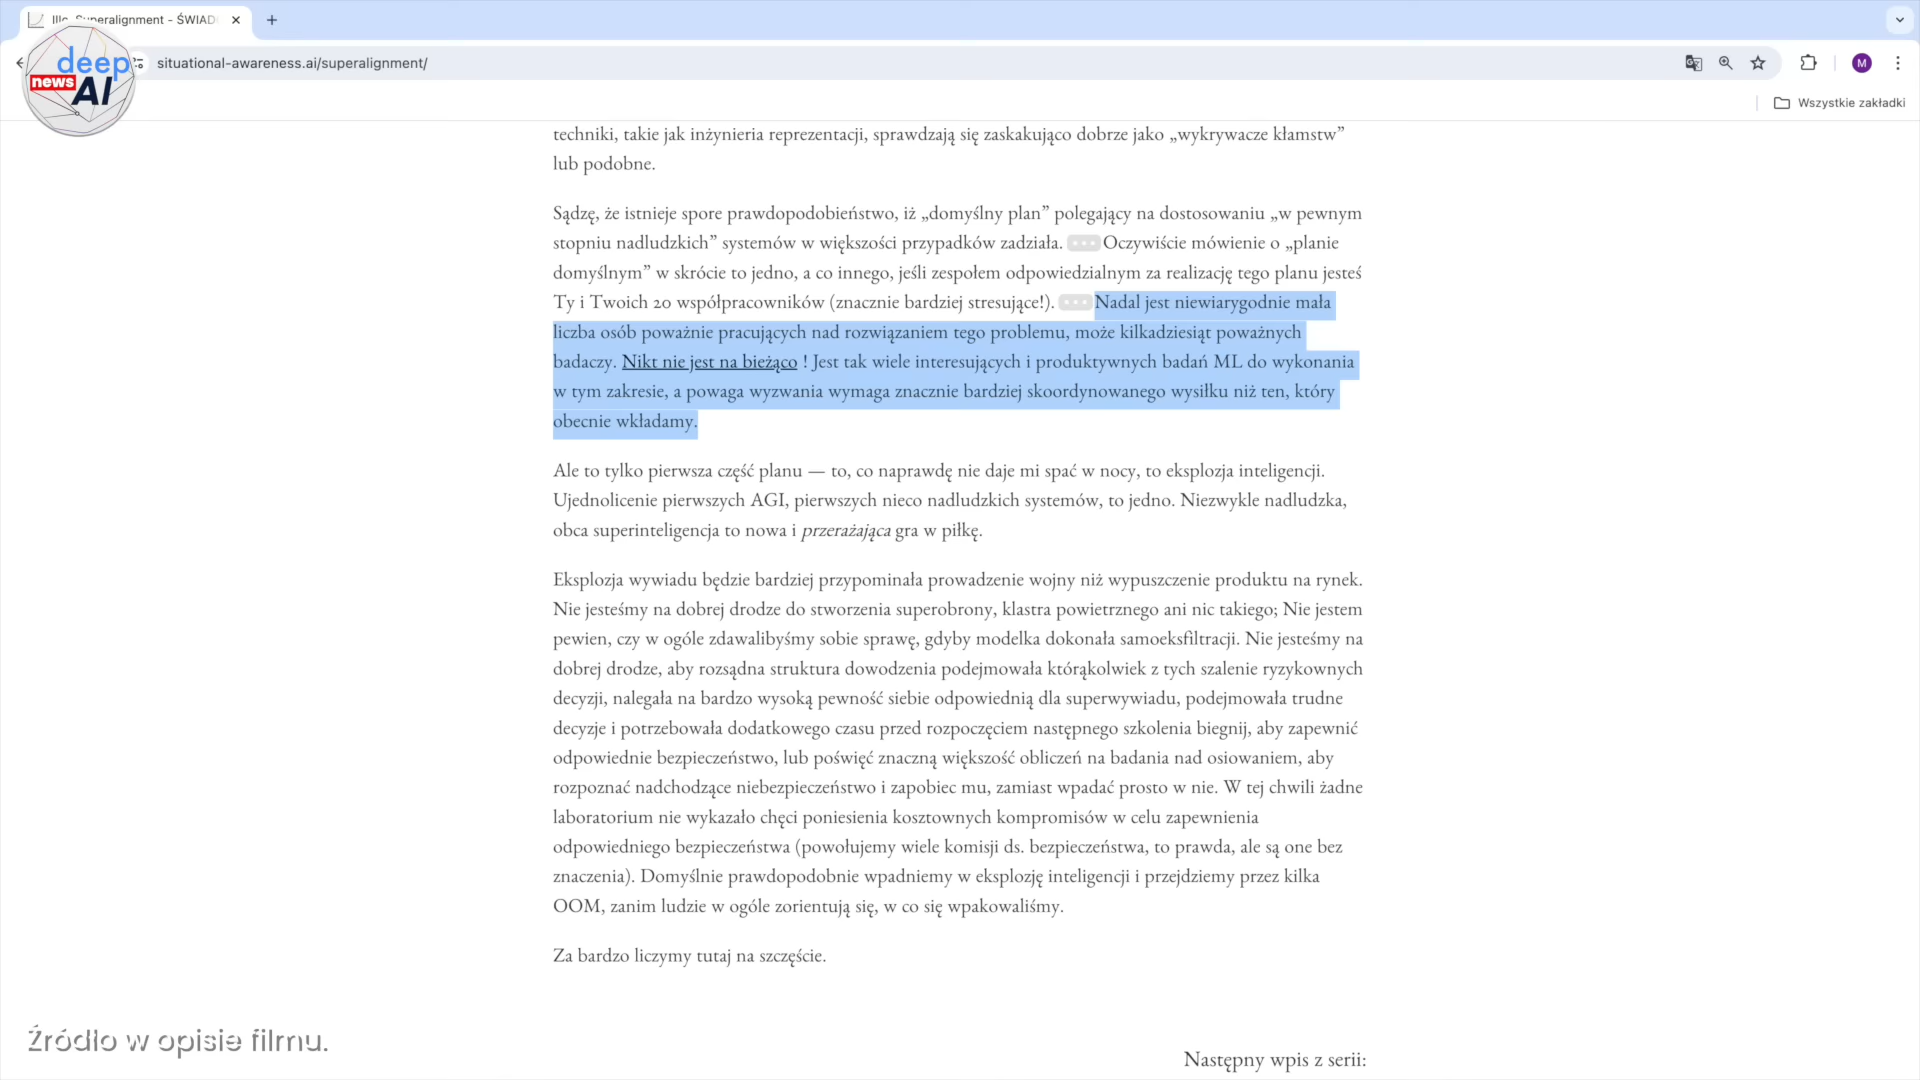 IIIc. Superalignment - ŚWIAD
situational-awareness.ai/superalignment/
M
deep
news
AI
Wszystkie zakładki
techniki, takie jak inżynieria reprezentacji, sprawdzają się zaskakująco dobrze jako „wykrywacze kłamstw”
lub podobne.
Sądzę, że istnieje spore prawdopodobieństwo, iż „domyślny plan” polegający na dostosowaniu „w pewnym
stopniu nadludzkich” systemów w większości przypadków zadziała. ••• Oczywiście mówienie o „planie
domyślnym” w skrócie to jedno, a co innego, jeśli zespołem odpowiedzialnym za realizację tego planu jesteś
Ty i Twoich 20 współpracowników (znacznie bardziej stresujące!). ••• Nadal jest niewiarygodnie mała
liczba osób poważnie pracujących nad rozwiązaniem tego problemu, może kilkadziesiąt poważnych
badaczy. Nikt nie jest na bieżąco ! Jest tak wiele interesujących i produktywnych badań ML do wykonania
w tym zakresie, a powaga wyzwania wymaga znacznie bardziej skoordynowanego wysiłku niż ten, który
obecnie wkładamy.
Ale to tylko pierwsza część planu — to, co naprawdę nie daje mi spać w nocy, to eksplozja inteligencji.
Ujednolicenie pierwszych AGI, pierwszych nieco nadludzkich systemów, to jedno. Niezwykle nadludzka,
obca superinteligencja to nowa i przerażająca gra w piłkę.
Eksplozja wywiadu będzie bardziej przypominała prowadzenie wojny niż wypuszczenie produktu na rynek.
Nie jesteśmy na dobrej drodze do stworzenia superobrony, klastra powietrznego ani nic takiego; Nie jestem
pewien, czy w ogóle zdawalibyśmy sobie sprawę, gdyby modelka dokonała samoeksfiltracji. Nie jesteśmy na
dobrej drodze, aby rozsądna struktura dowodzenia podejmowała którąkolwiek z tych szalenie ryzykownych
decyzji, nalegała na bardzo wysoką pewność siebie odpowiednią dla superwywiadu, podejmowała trudne
decyzje i potrzebowała dodatkowego czasu przed rozpoczęciem następnego szkolenia biegnij, aby zapewnić
odpowiednie bezpieczeństwo, lub poświęć znaczną większość obliczeń na badania nad osiowaniem, aby
rozpoznać nadchodzące niebezpieczeństwo i zapobiec mu, zamiast wpadać prosto w nie. W tej chwili żadne
laboratorium nie wykazało chęci poniesienia kosztownych kompromisów w celu zapewnienia
odpowiedniego bezpieczeństwa (powołujemy wiele komisji ds. bezpieczeństwa, to prawda, ale są one bez
znaczenia). Domyślnie prawdopodobnie wpadniemy w eksplozję inteligencji i przejdziemy przez kilka
OOM, zanim ludzie w ogóle zorientują się, w co się wpakowaliśmy.
Za bardzo liczymy tutaj na szczęście.
Źródło w opisie filmu.
Następny wpis z serii: